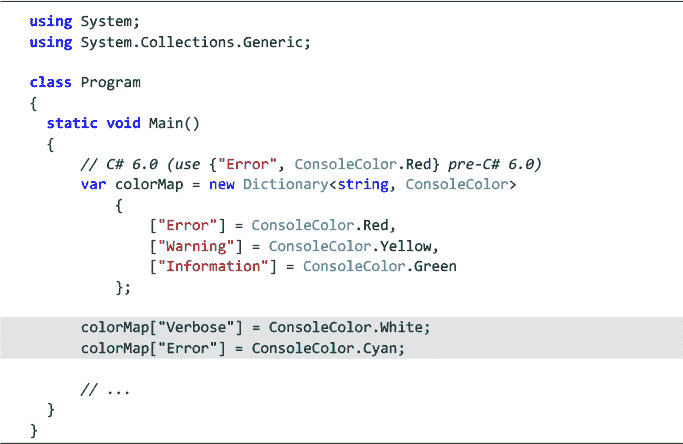 using System;
using System.Collections.Generic;

class Program
{
  static void Main()
  {
      // C# 6.0 (use {"Error", ConsoleColor.Red} pre-C# 6.0)
      var colorMap = new Dictionary<string, ConsoleColor>
          {
              ["Error"] = ConsoleColor.Red,
              ["Warning"] = ConsoleColor.Yellow,
              ["Information"] = ConsoleColor.Green
          };

      colorMap["Verbose"] = ConsoleColor.White;
      colorMap["Error"] = ConsoleColor.Cyan;

      // ...
  }
}